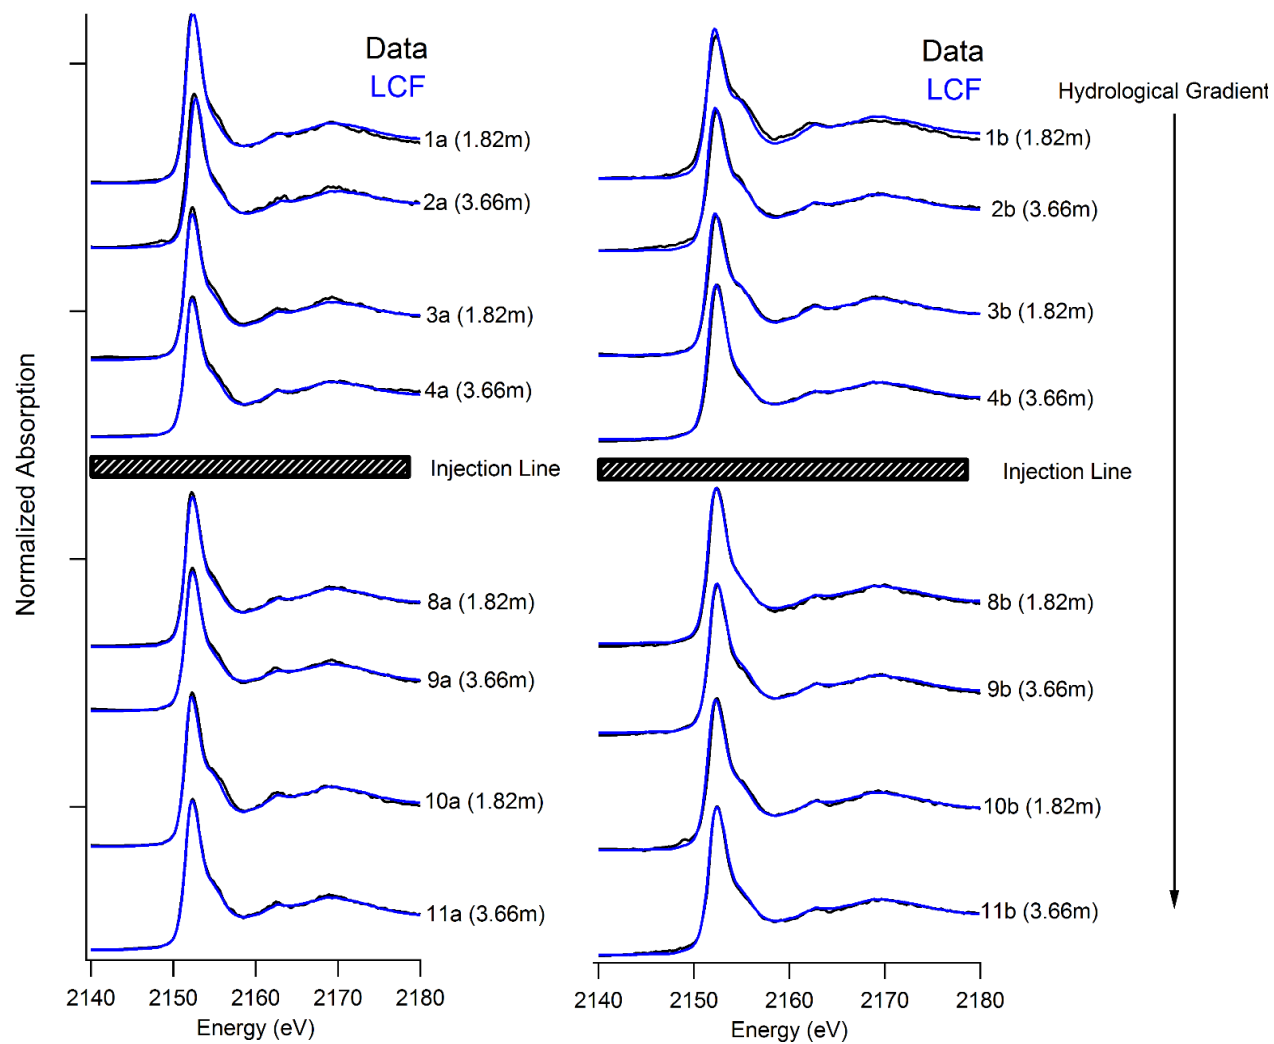 Data
LCF
1a (1.82m)
2a (3.66m)
3a (1.82m)
4a (3.66m)
Injection Line
8a (1.82m)
9a (3.66m)
10a (1.82m)
11a (3.66m)
Normalized Absorption
2140 2150 2160 2170 2180
Energy (eV)
Data
LCF
1b (1.82m)
2b (3.66m)
3b (1.82m)
4b (3.66m)
Injection Line
8b (1.82m)
9b (3.66m)
10b (1.82m)
11b (3.66m)
2140 2150 2160 2170 2180
Energy (eV)
Hydrological Gradient